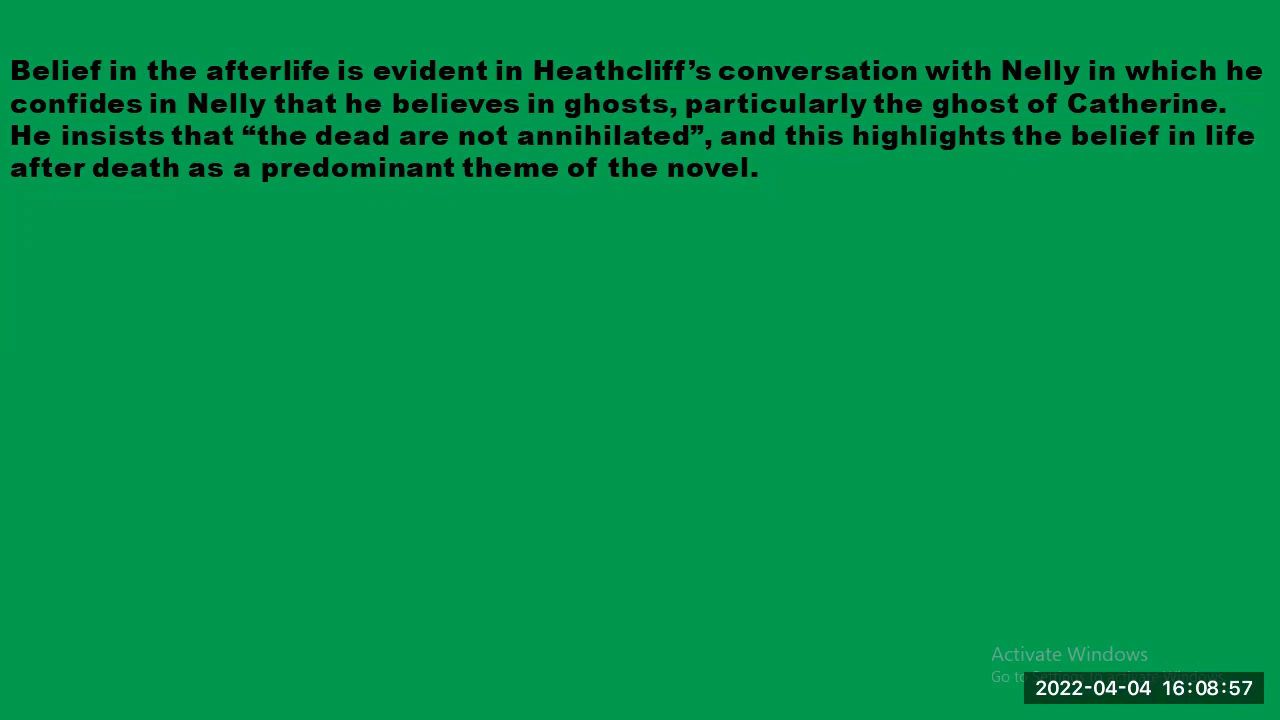 Belief in the afterlife is evident in Heathcliff’s conversation with Nelly in which he
confides in Nelly that he believes in ghosts, particularly the ghost of Catherine.
He insists that “the dead are not annihilated”, and this highlights the belief in life
after death as a predominant theme of the novel.
Activate Windows
Go to
2022-04-04 16:08:57